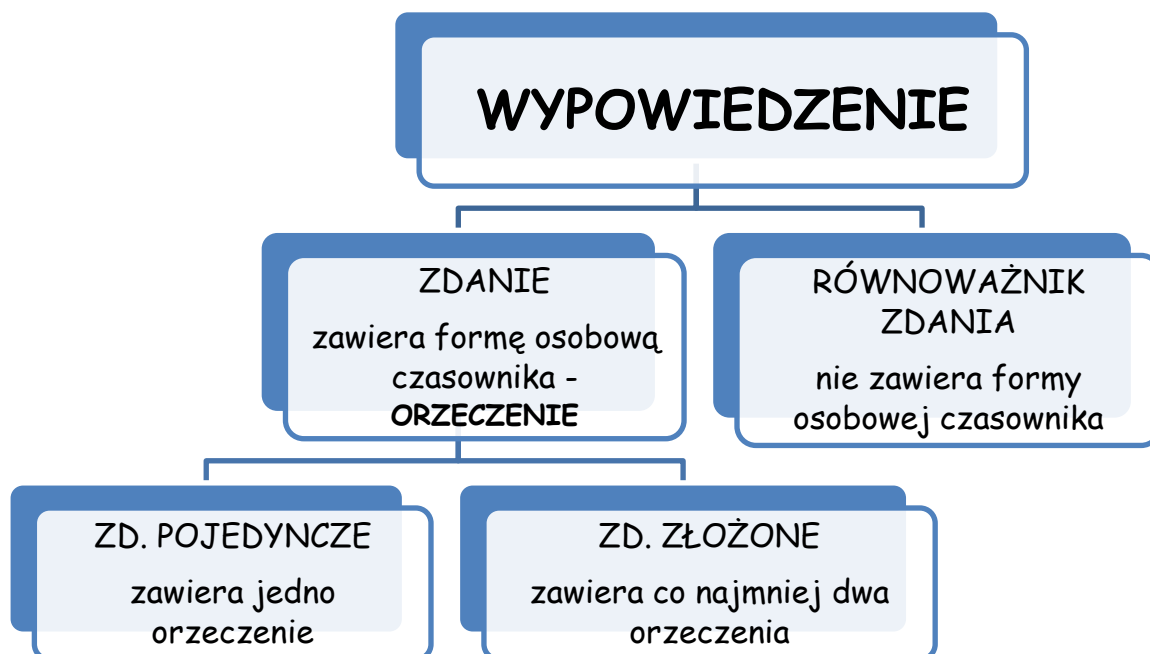 WYPOWIEDZENIE
ZDANIE
zawiera formę osobową
czasownika -
ORZECZENIE
RÓWNOWAŻNIK
ZDANIA
nie zawiera formy
osobowej czasownika
ZD. POJEDYNCZE
zawiera jedno
orzeczenie
ZD. ZŁOŻONE
zawiera co najmniej dwa
orzeczenia